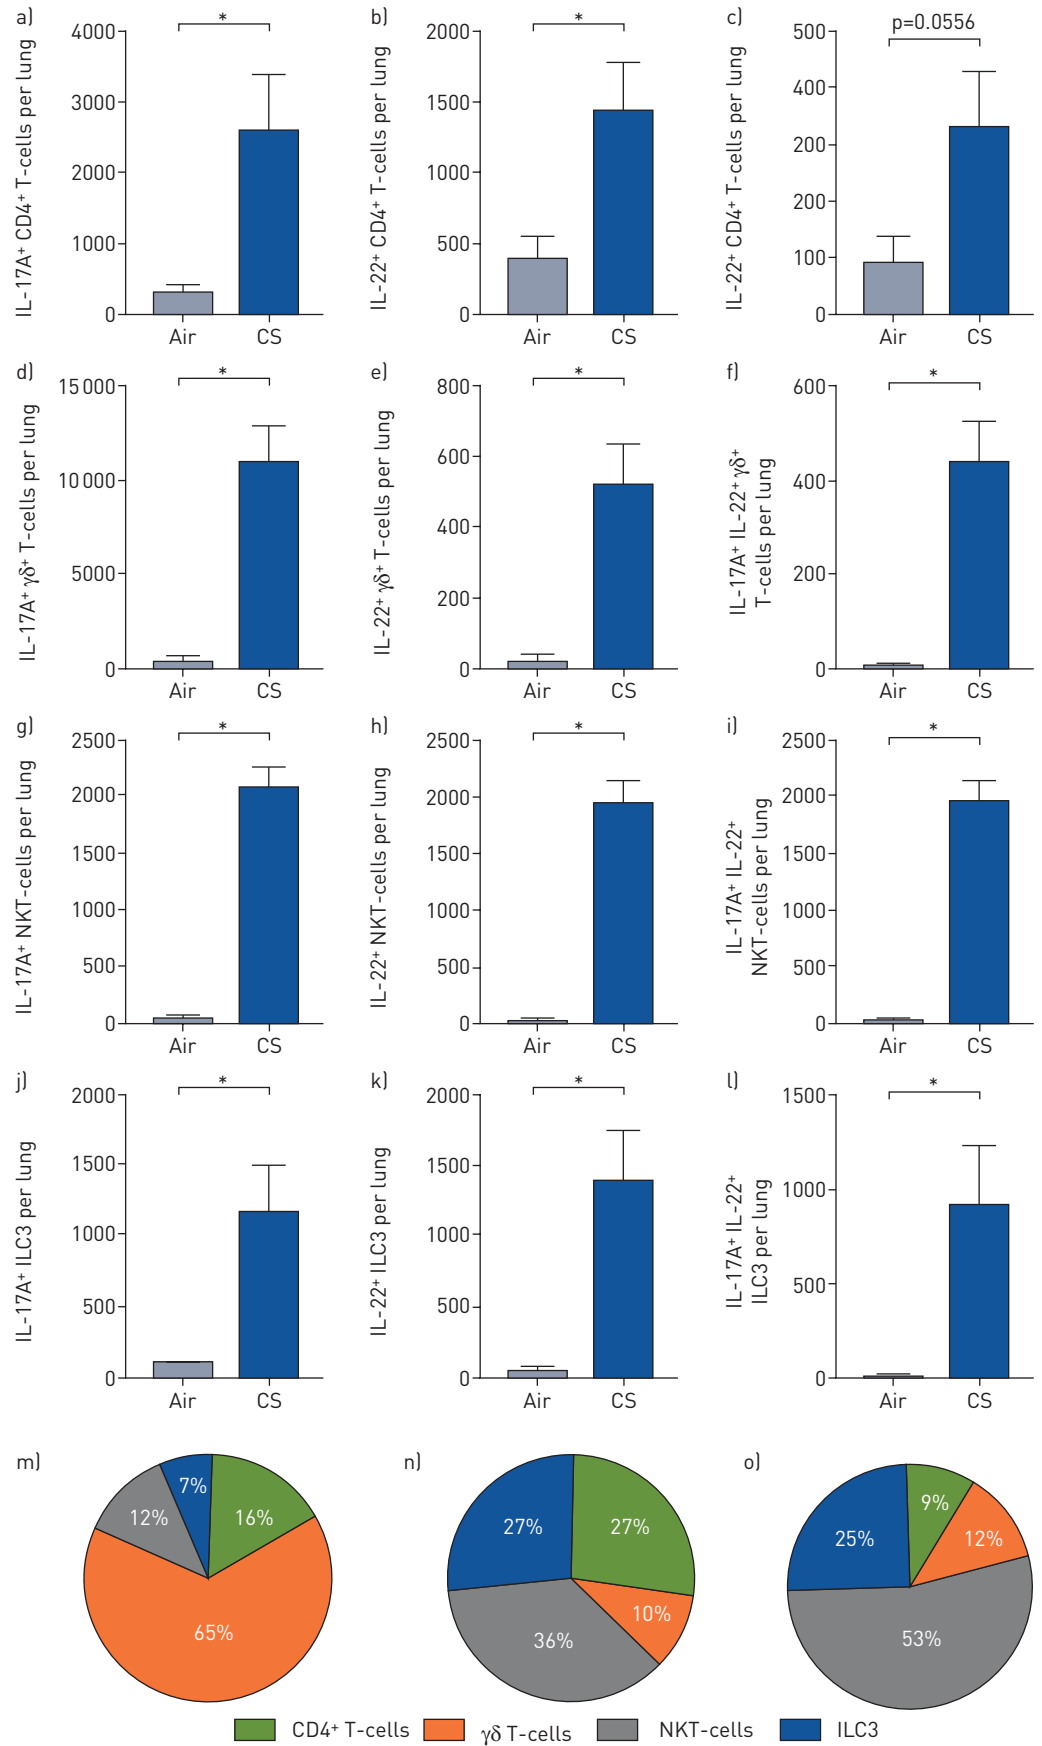 a)
IL-17A⁺ CD4⁺ T-cells per lung
4000
3000
2000
1000
0
*
Air
CS
b)
IL-22⁺ CD4⁺ T-cells per lung
2000
1500
1000
500
0
*
Air
CS
c)
IL-22⁺ CD4⁺ T-cells per lung
500
400
200
200
100
0
p=0.0556
Air
CS
d)
IL-17A⁺ γδ⁺ T-cells per lung
15 000
10 000
5000
0
*
Air
CS
e)
IL-22⁺ γδ⁺ T-cells per lung
800
600
400
200
0
*
Air
CS
f)
IL-17A⁺ IL-22⁺ γδ⁺
T-cells per lung
600
400
200
0
*
Air
CS
g)
IL-17A⁺ NKT-cells per lung
2500
2000
1500
1000
500
0
*
Air
CS
h)
IL-22⁺ NKT-cells per lung
2500
2000
1500
1000
500
0
*
Air
CS
i)
IL-17A⁺ IL-22⁺
NKT-cells per lung
2500
2000
1500
1000
500
0
*
Air
CS
j)
IL-17A⁺ ILC3 per lung
2000
1500
1000
500
0
*
Air
CS
k)
IL-22⁺ ILC3 per lung
2000
1500
1000
500
0
*
Air
CS
l)
IL-17A⁺ IL-22⁺
ILC3 per lung
1500
1000
500
0
*
Air
CS
m)
7%
16%
12%
65%
n)
27%
27%
10%
36%
o)
9%
25%
12%
53%
CD4⁺ T-cells
γδ T-cells
NKT-cells
ILC3